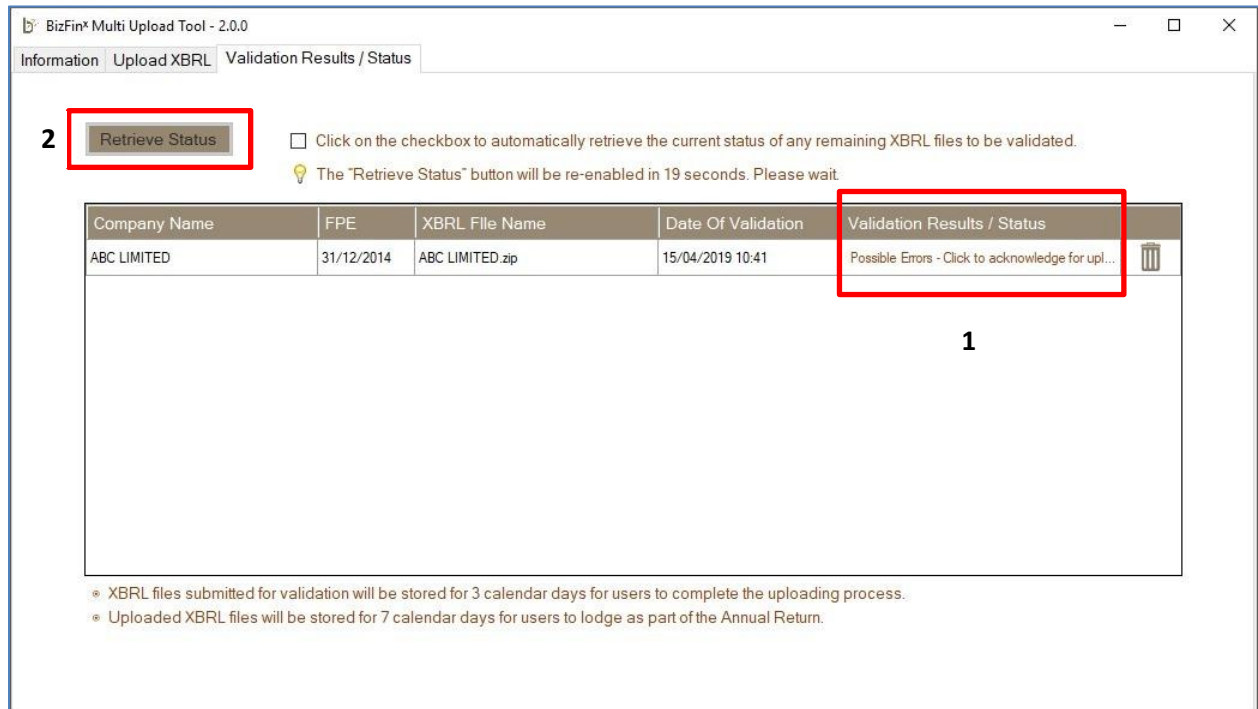 BizFinˣ Multi Upload Tool - 2.0.0
Information Upload XBRL Validation Results / Status
2 Retrieve Status Click on the checkbox to automatically retrieve the current status of any remaining XBRL files to be validated.
The "Retrieve Status" button will be re-enabled in 19 seconds. Please wait.
Company Name FPE XBRL FIle Name Date Of Validation Validation Results / Status
ABC LIMITED 31/12/2014 ABC LIMITED.zip 15/04/2019 10:41 Possible Errors - Click to acknowledge for upl...
1
XBRL files submitted for validation will be stored for 3 calendar days for users to complete the uploading process.
Uploaded XBRL files will be stored for 7 calendar days for users to lodge as part of the Annual Return.